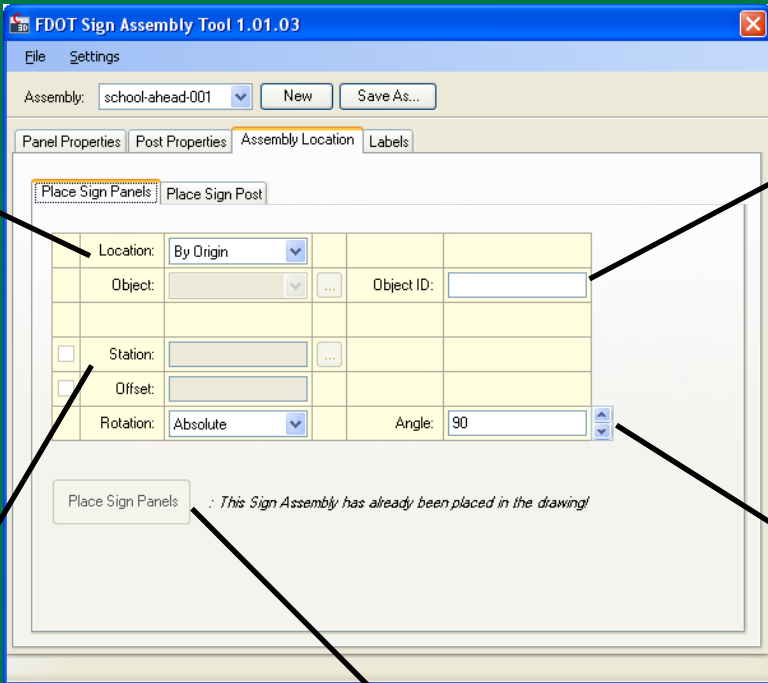 FDOT Sign Assembly Tool 1.01.03
File Settings
Assembly: school-ahead-001 New Save As...
Panel Properties Post Properties Assembly Location Labels
Place Sign Panels Place Sign Post
Location: By Origin
Object: ... Object ID:
Station: ...
Offset:
Rotation: Absolute Angle: 90
Place Sign Panels : This Sign Assembly has already been placed in the drawing!